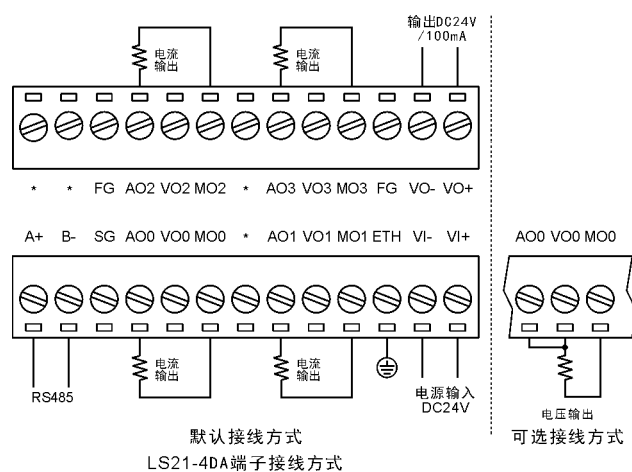 输出DC24V
/100mA
电流
输出
电流
输出
* * FG AO2 VO2 MO2 * AO3 VO3 MO3 FG VO- VO+
A+ B- SG AO0 VO0 MO0 * AO1 VO1 MO1 ETH VI- VI+
AO0 VO0 MO0
RS485
电流
输出
电流
输出
电源输入
DC24V
电压输出
默认接线方式
可选接线方式
LS21-4DA端子接线方式